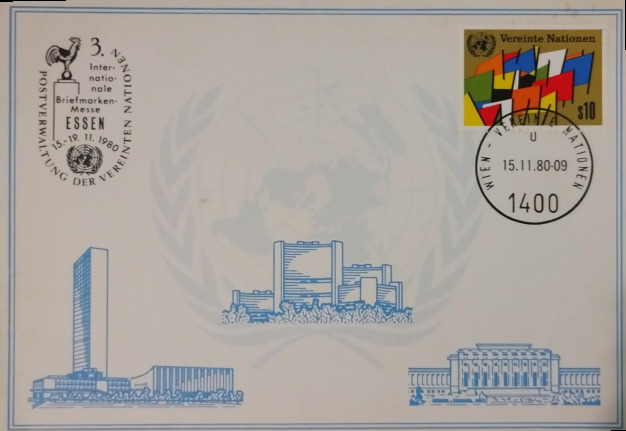 3.
Inter-
natio-
nale
Briefmarken-
Messe
ESSEN
15.-19. 11. 1980
POSTVERWALTUNG DER VEREINTEN NATIONEN
Vereinte Nationen
s10
WIEN - VEREINTE NATIONEN
U
15.11.80-09
1400